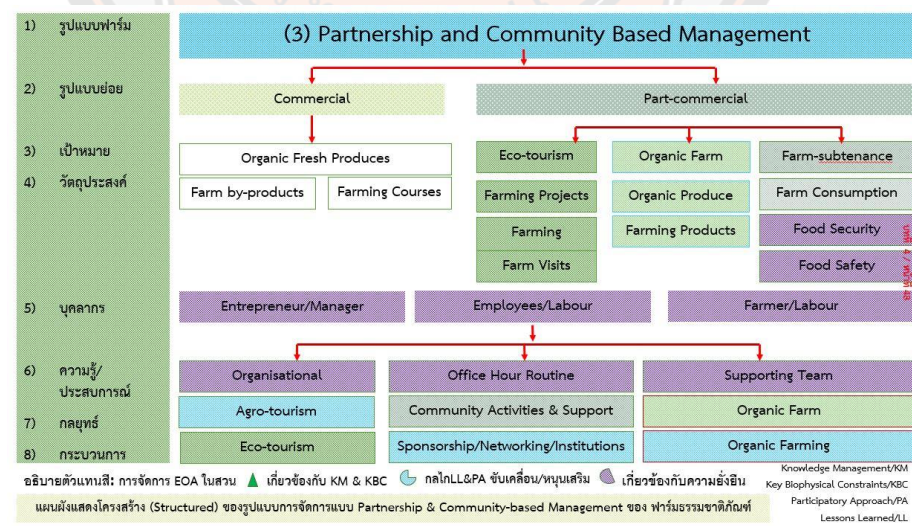 1) รูปแบบฟาร์ม
(3) Partnership and Community Based Management
2) รูปแบบย่อย
Commercial
Part-commercial
3) เป้าหมาย
Organic Fresh Produces
Eco-tourism
Organic Farm
Farm-subtenance
4) วัตถุประสงค์
Farm by-products
Farming Courses
Farming Projects
Organic Produce
Farm Consumption
Farming
Farming Products
Food Security
Farm Visits
Food Safety
บทที่ 4 / หน้าที่ 43
5) บุคลากร
Entrepreneur/Manager
Employees/Labour
Farmer/Labour
6) ความรู้/
ประสบการณ์
Organisational
Office Hour Routine
Supporting Team
7) กลยุทธ์
Agro-tourism
Community Activities & Support
Organic Farm
8) กระบวนการ
Eco-tourism
Sponsorship/Networking/Institutions
Organic Farming
อธิบายตัวแทนสี: การจัดการ EOA ในสวน เกี่ยวข้องกับ KM & KBC กลไกLL&PA ขับเคลื่อน/หนุนเสริม เกี่ยวข้องกับความยั่งยืน
Knowledge Management/KM
Key Biophysical Constraints/KBC
Participatory Approach/PA
Lessons Learned/LL
แผนผังแสดงโครงสร้าง (Structured) ของรูปแบบการจัดการแบบ Partnership & Community-based Management ของ ฟาร์มธรรมชาติภัณฑ์